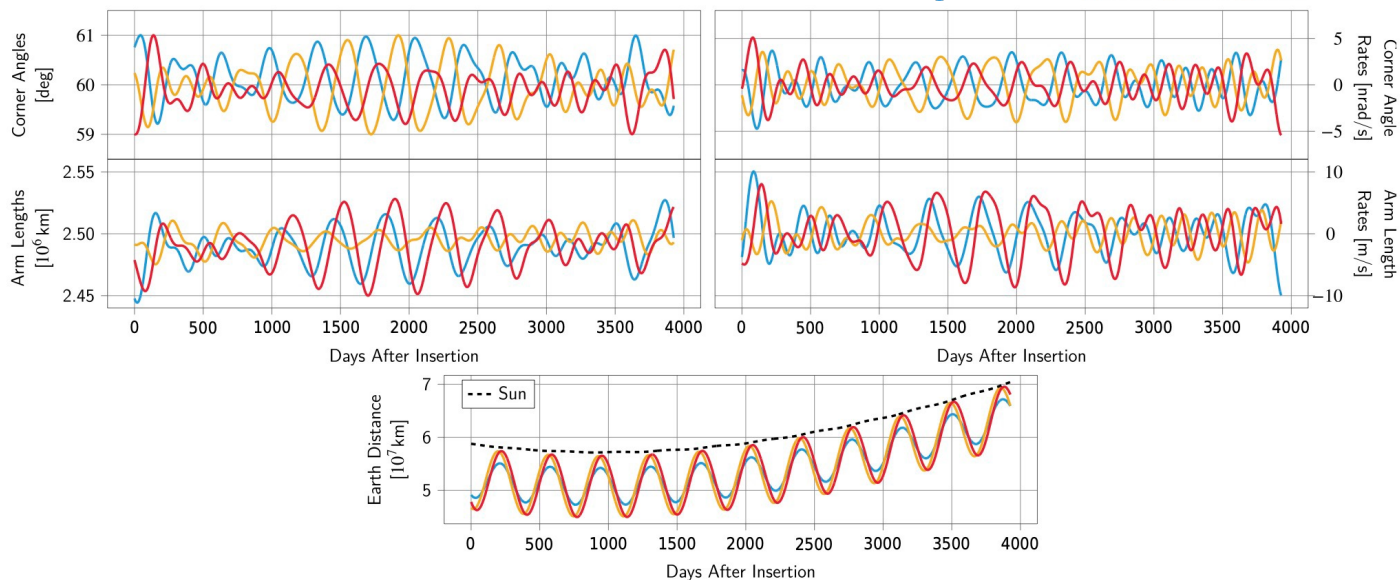 61
60
59
Corner Angles
[deg]
5
0
−5
Corner Angle
Rates [nrad/s]
2.55
2.50
2.45
Arm Lengths
[10⁶ km]
10
0
−10
Arm Length
Rates [m/s]
0 500 1000 1500 2000 2500 3000 3500 4000
Days After Insertion
0 500 1000 1500 2000 2500 3000 3500 4000
Days After Insertion
7
6
5
Earth Distance
[10⁷ km]
Sun
0 500 1000 1500 2000 2500 3000 3500 4000
Days After Insertion